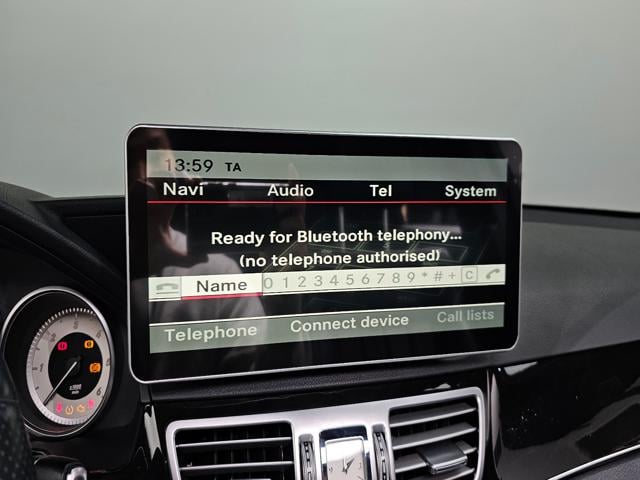 13:59 TA
Navi Audio Tel System
Ready for Bluetooth telephony...
(no telephone authorised)
Name 0 1 2 3 4 5 6 7 8 9 * # + C
Telephone Connect device Call lists